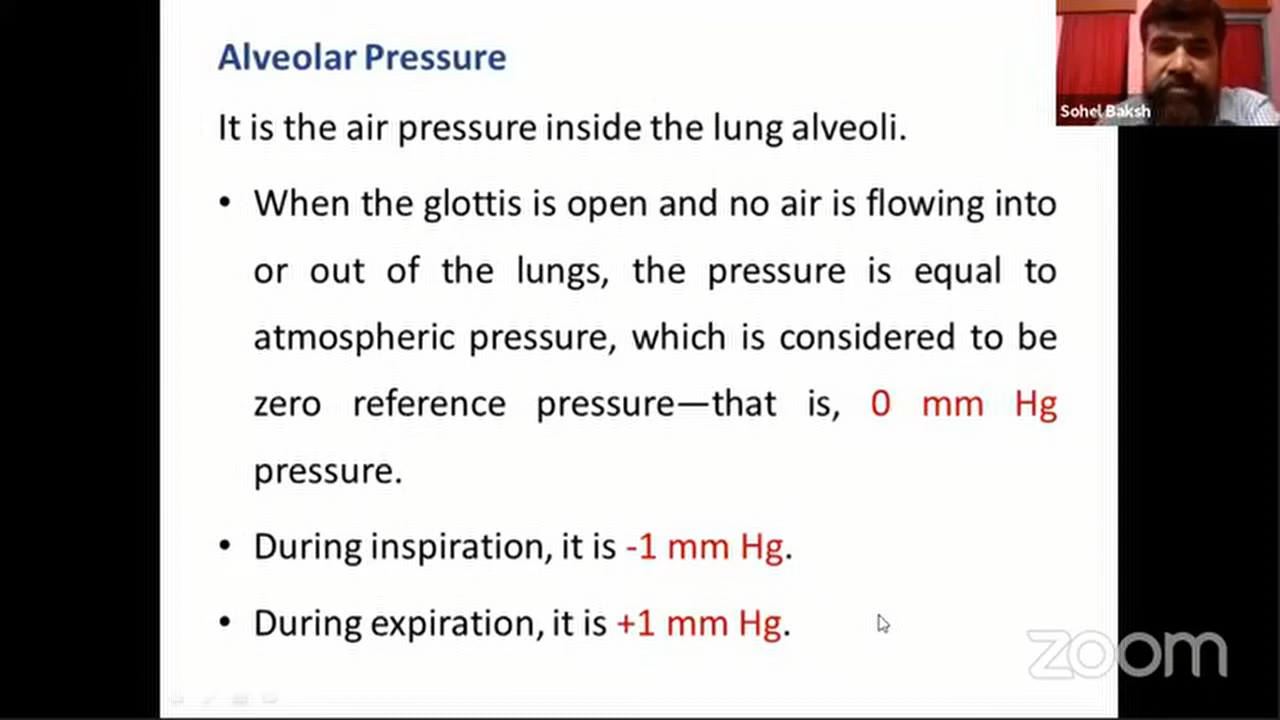 Alveolar Pressure
Sohel Baksh
It is the air pressure inside the lung alveoli.
• When the glottis is open and no air is flowing into
or out of the lungs, the pressure is equal to
atmospheric pressure, which is considered to be
zero reference pressure—that is, 0 mm Hg
pressure.
• During inspiration, it is -1 mm Hg.
• During expiration, it is +1 mm Hg.
zoom